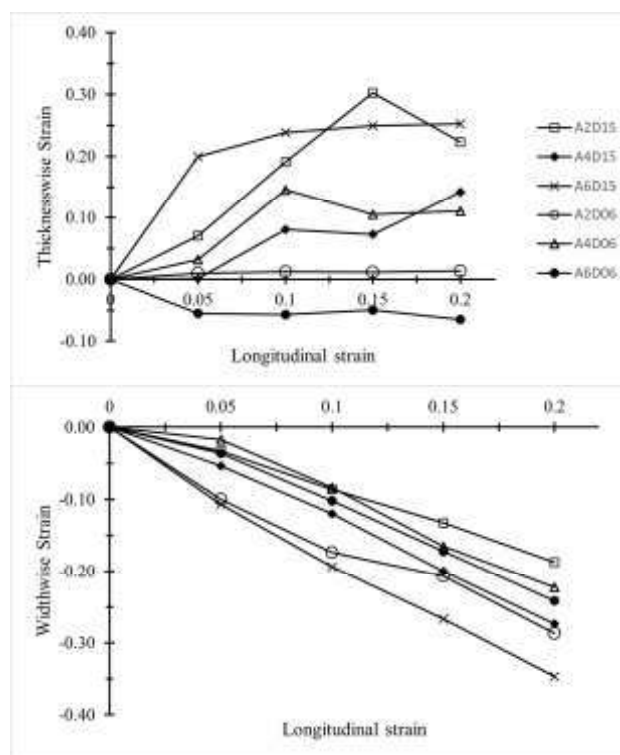 0.40
0.30
0.20
0.10
0.00
-0.10
Thicknesswise Strain
0 0.05 0.1 0.15 0.2
Longitudinal strain
A2D15
A4D15
A6D15
A2D06
A4D06
A6D06
0 0.05 0.1 0.15 0.2
0.00
-0.10
-0.20
-0.30
-0.40
Widthwise Strain
Longitudinal strain